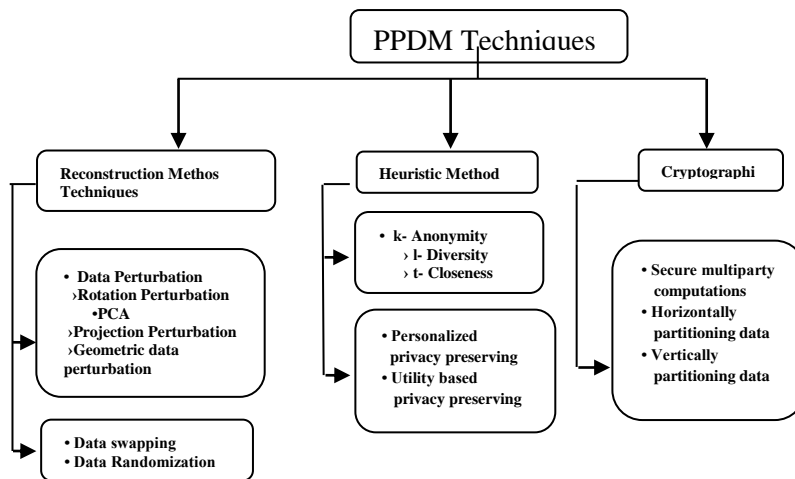 PPDM Techniques
Reconstruction Methos
Techniques
Heuristic Method
Cryptographi
• Data Perturbation
›Rotation Perturbation
•PCA
›Projection Perturbation
›Geometric data
perturbation
• Data swapping
• Data Randomization
• k- Anonymity
› l- Diversity
› t- Closeness
• Personalized
privacy preserving
• Utility based
privacy preserving
• Secure multiparty
computations
• Horizontally
partitioning data
• Vertically
partitioning data